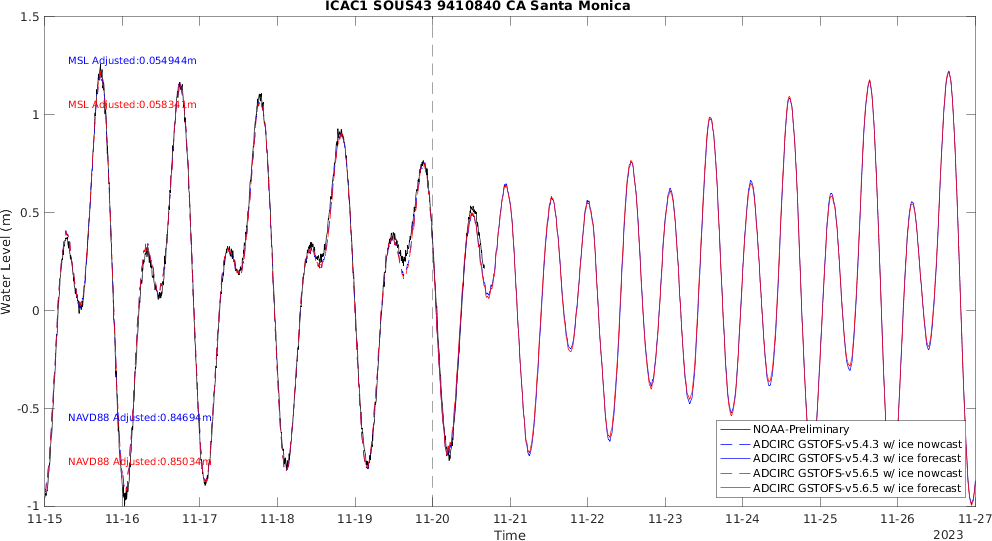 ICAC1 SOUS43 9410840 CA Santa Monica
1.5
1
0.5
0
-0.5
-1
Water Level (m)
MSL Adjusted:0.054944m
MSL Adjusted:0.058341m
NAVD88 Adjusted:0.84694m
NAVD88 Adjusted:0.85034m
NOAA-Preliminary
ADCIRC GSTOFS-v5.4.3 w/ ice nowcast
ADCIRC GSTOFS-v5.4.3 w/ ice forecast
ADCIRC GSTOFS-v5.6.5 w/ ice nowcast
ADCIRC GSTOFS-v5.6.5 w/ ice forecast
11-15 11-16 11-17 11-18 11-19 11-20 11-21 11-22 11-23 11-24 11-25 11-26 11-27
Time
2023